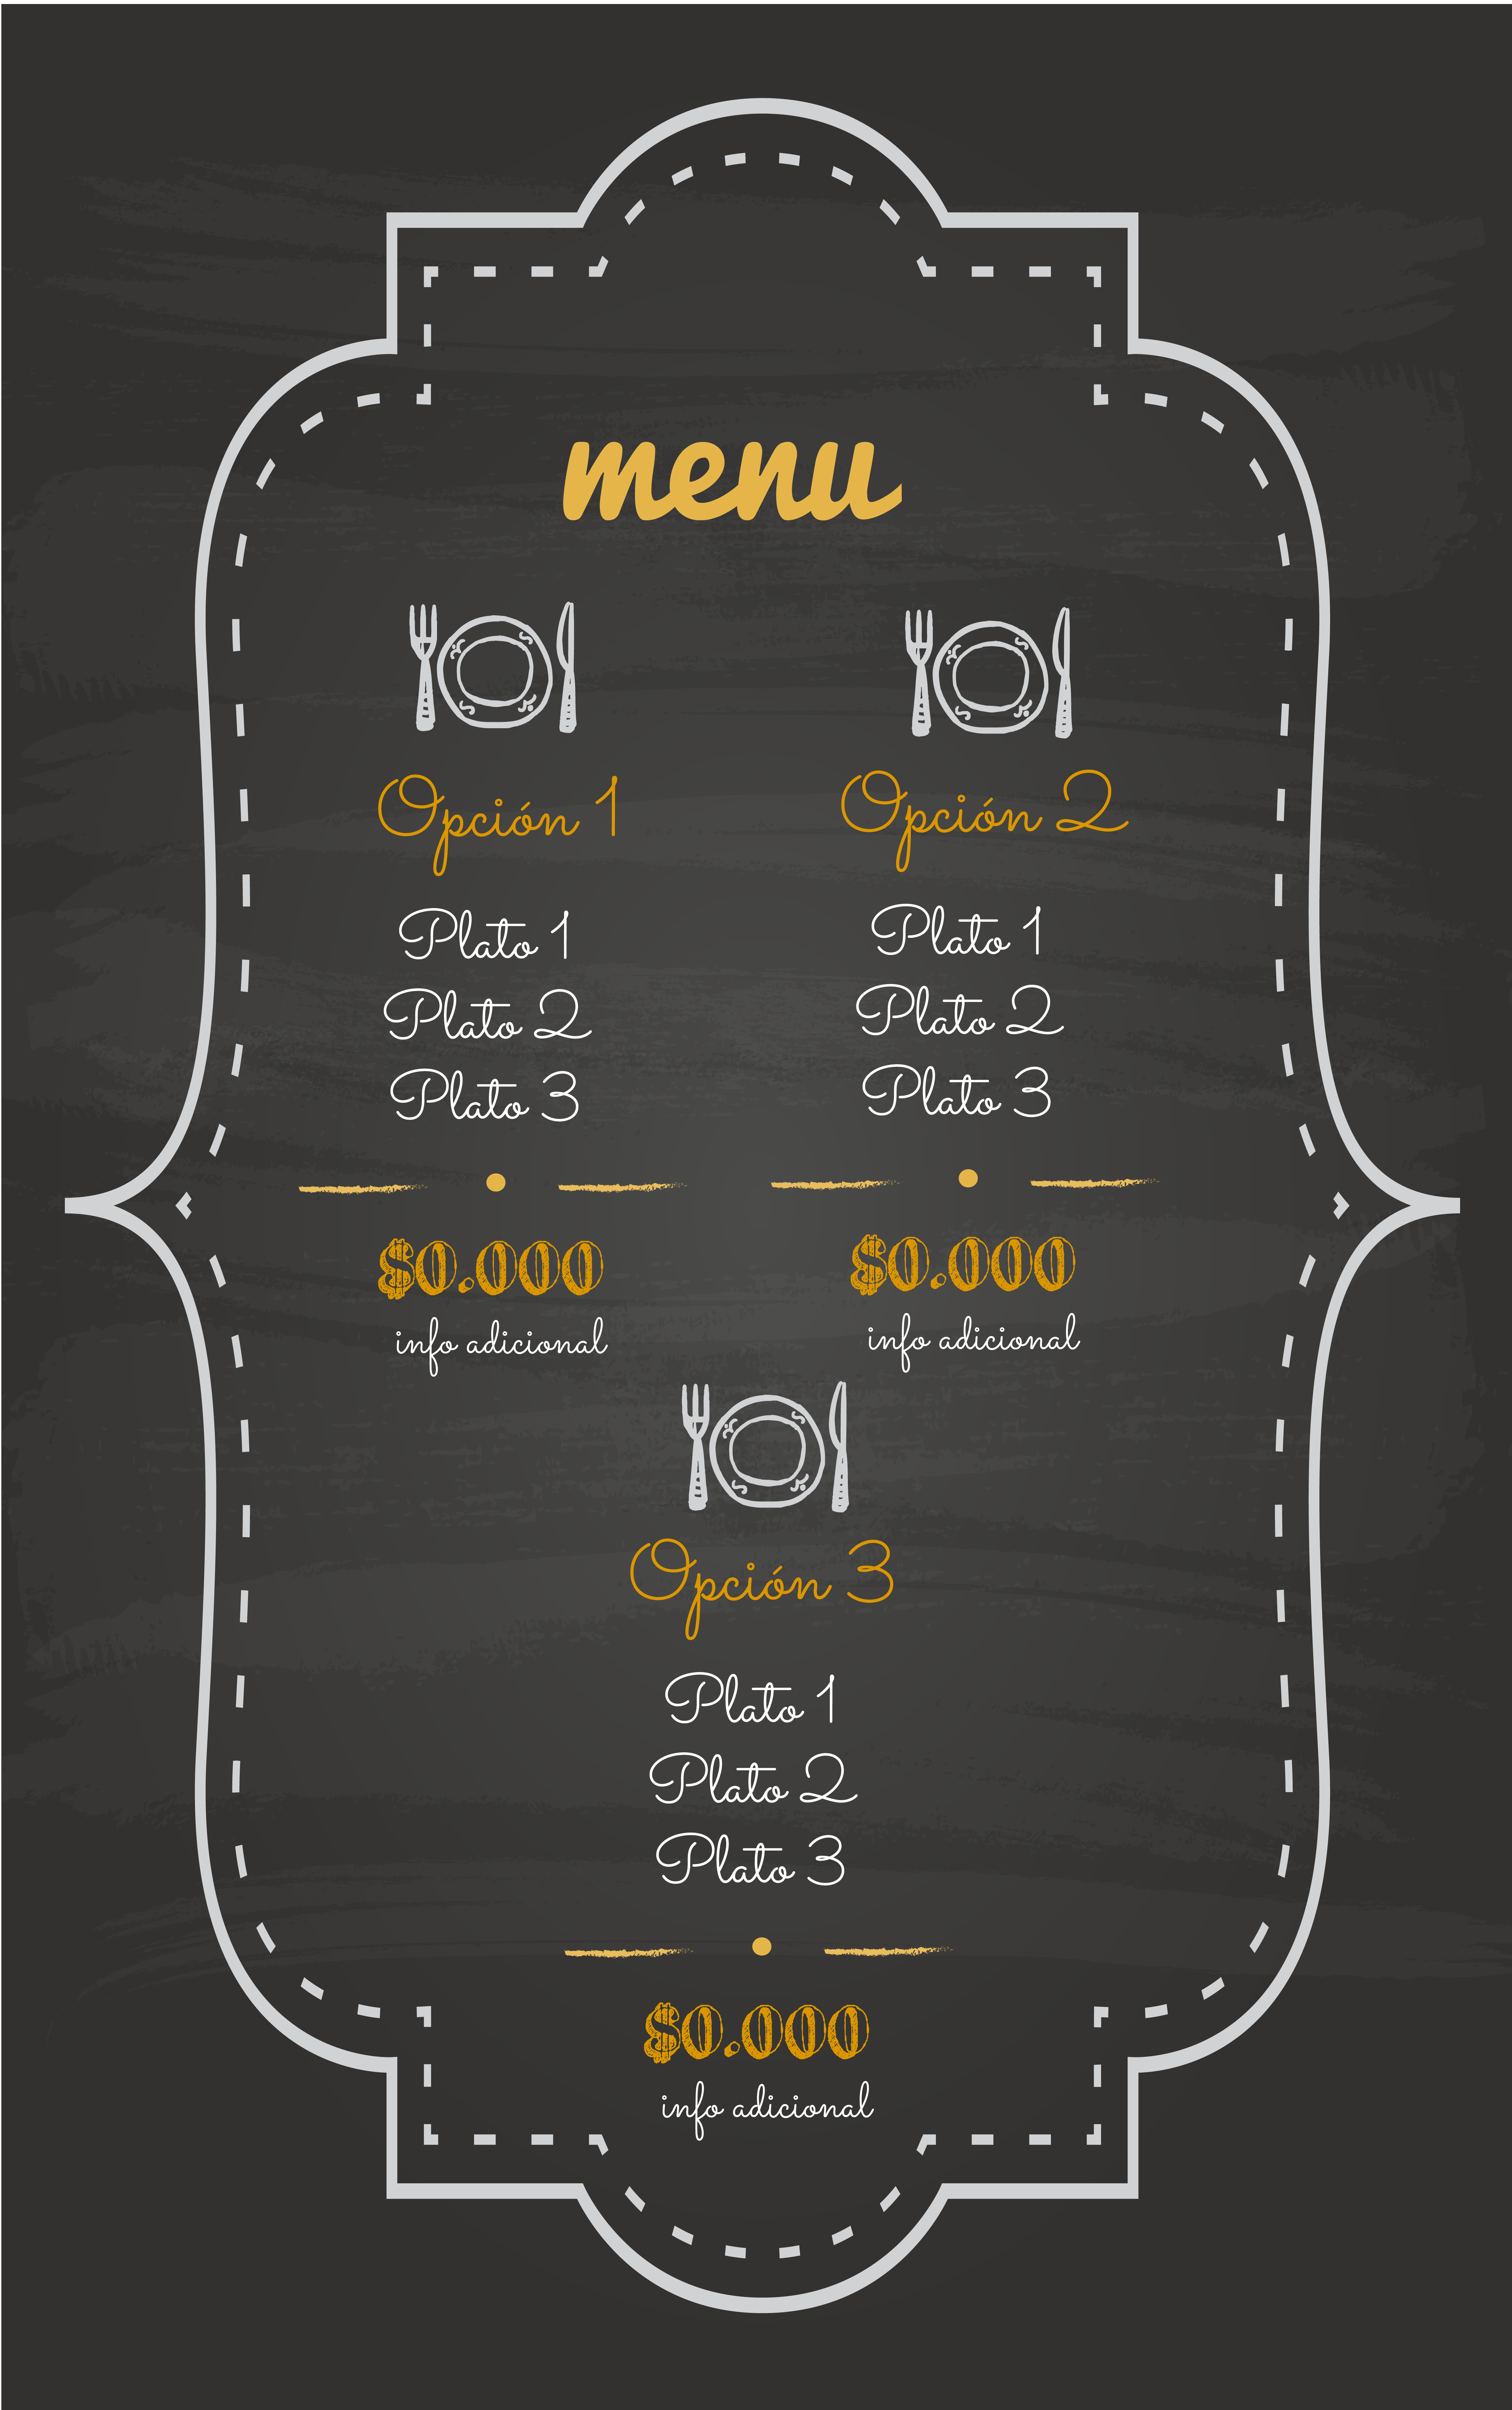 menu
Opción 1
Plato 1
Plato 2
Plato 3
$0.000
info adicional
Opción 2
Plato 1
Plato 2
Plato 3
$0.000
info adicional
Opción 3
Plato 1
Plato 2
Plato 3
$0.000
info adicional